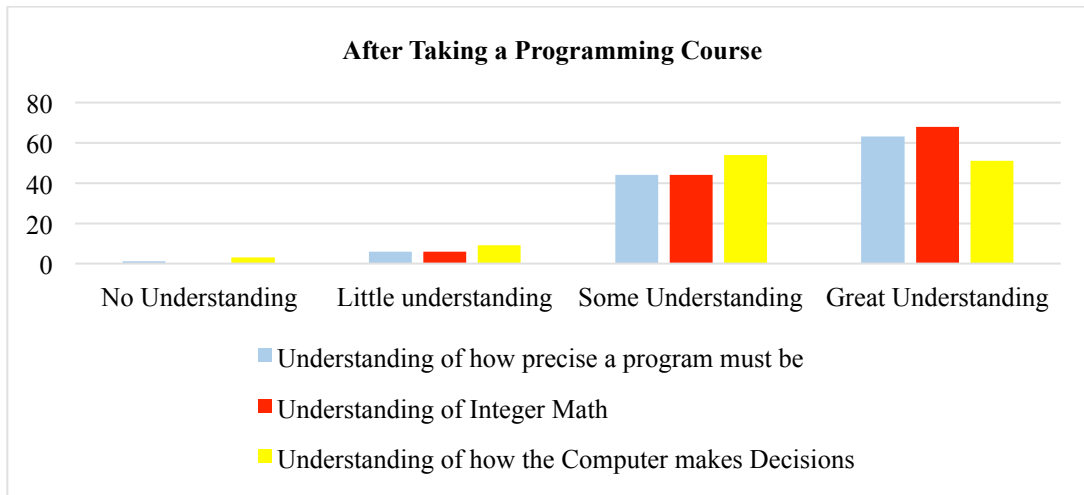 After Taking a Programming Course
80
60
40
20
0
No Understanding Little understanding Some Understanding Great Understanding
Understanding of how precise a program must be
Understanding of Integer Math
Understanding of how the Computer makes Decisions